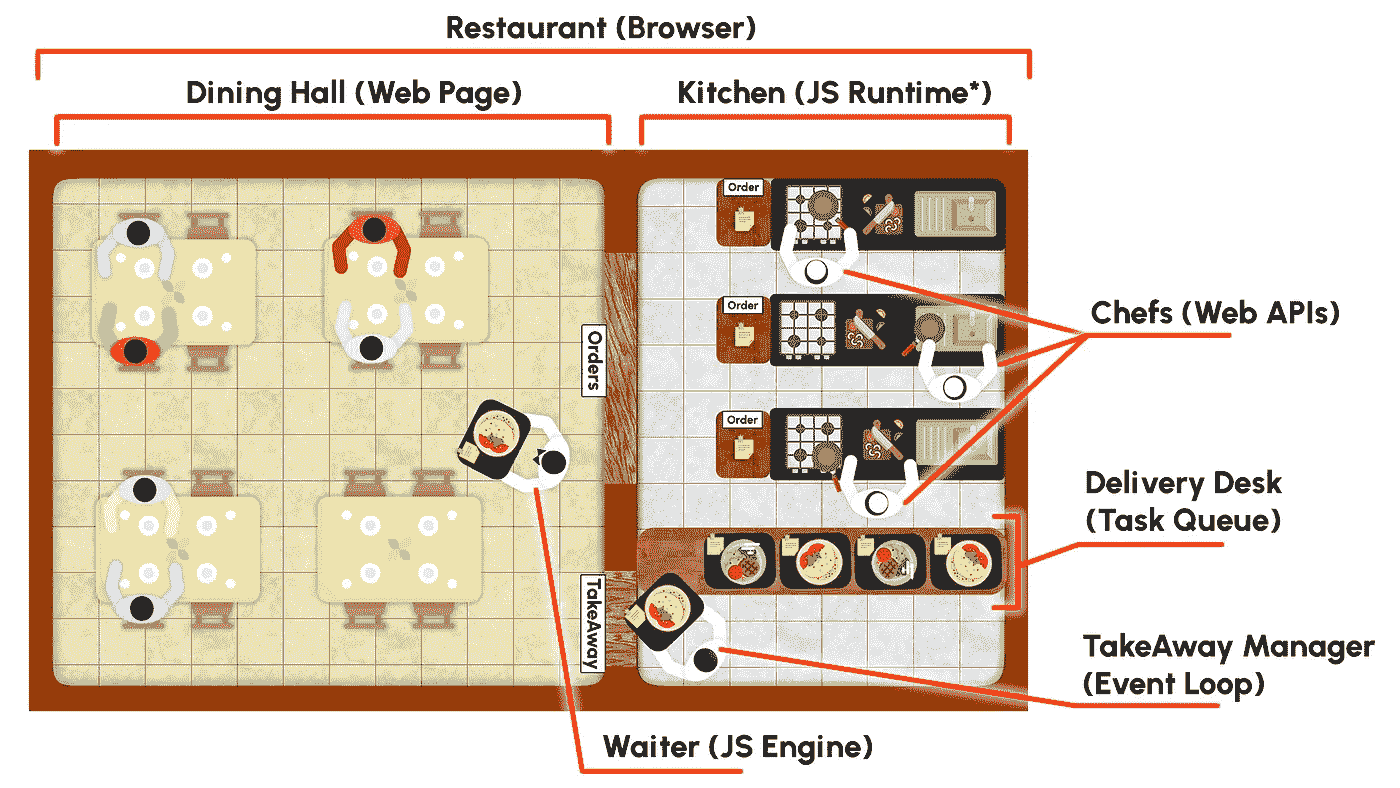 Restaurant (Browser)
Dining Hall (Web Page)
Kitchen (JS Runtime*)
Order
Order
Order
Orders
TakeAway
Chefs (Web APIs)
Delivery Desk
(Task Queue)
TakeAway Manager
(Event Loop)
Waiter (JS Engine)